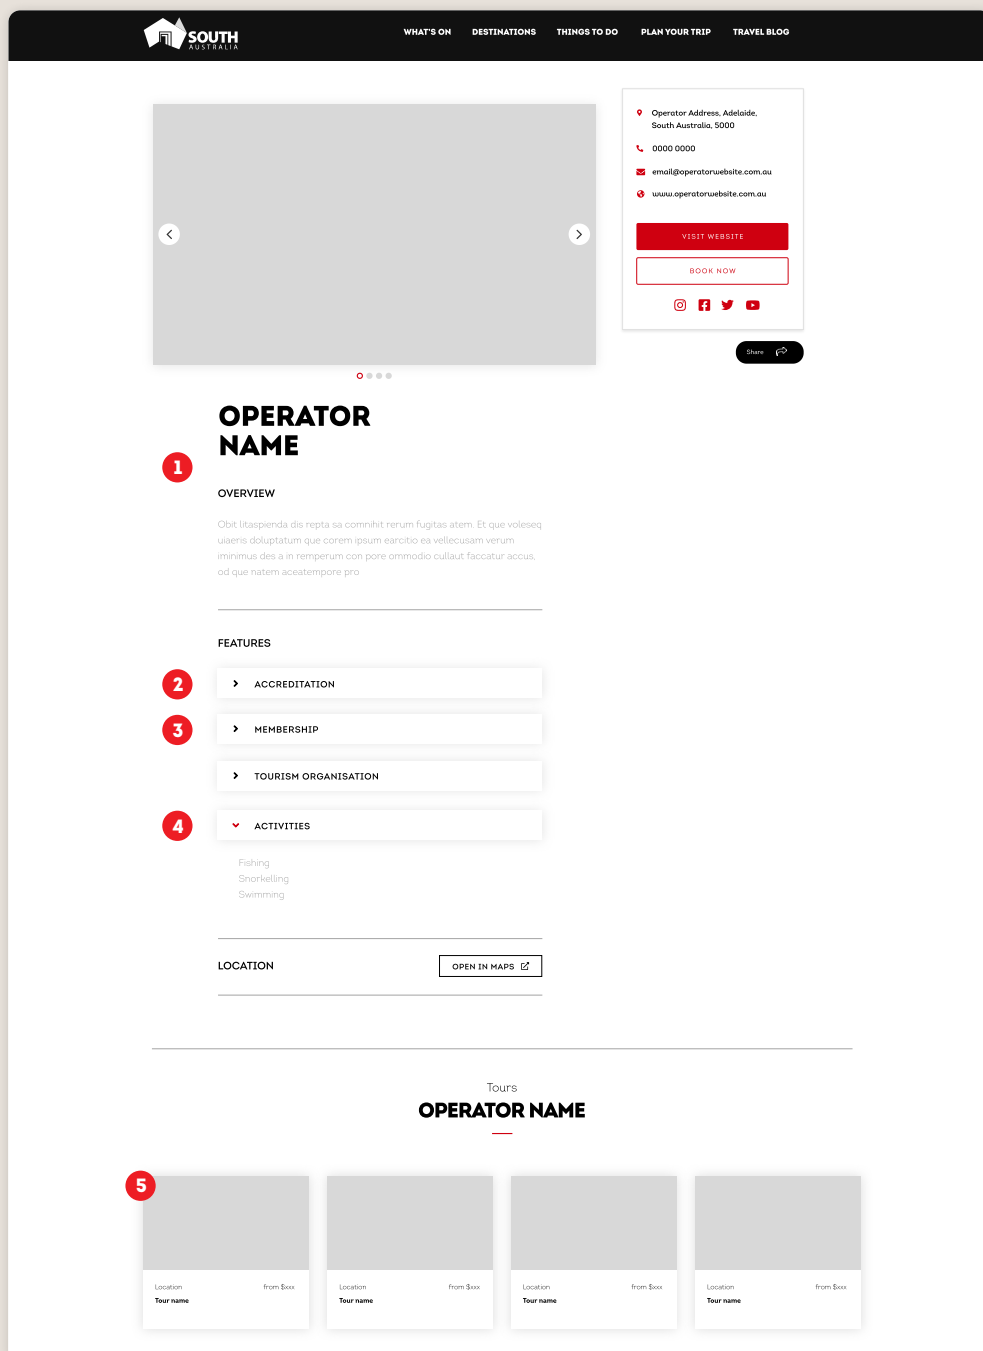 SOUTH
AUSTRALIA
WHAT'S ON
DESTINATIONS
THINGS TO DO
PLAN YOUR TRIP
TRAVEL BLOG
Operator Address, Adelaide,
South Australia, 5000
0000 0000
email@operatorwebsite.com.au
www.operatorwebsite.com.au
VISIT WEBSITE
BOOK NOW
Share
OPERATOR
NAME
1
OVERVIEW
Obit litaspienda dis repta sa comnihit rerum fugitas atem. Et que voleseq
uiaeris doluptatum que corem ipsum earcitio ea vellecusam verum
iminimus des a in remperum con pore ommodio cullaut faccatur accus,
od que natem aceatempore pro
FEATURES
2
ACCREDITATION
3
MEMBERSHIP
TOURISM ORGANISATION
4
ACTIVITIES
Fishing
Snorkelling
Swimming
LOCATION
OPEN IN MAPS
Tours
OPERATOR NAME
5
Location from $xxx
Tour name
Location from $xxx
Tour name
Location from $xxx
Tour name
Location from $xxx
Tour name